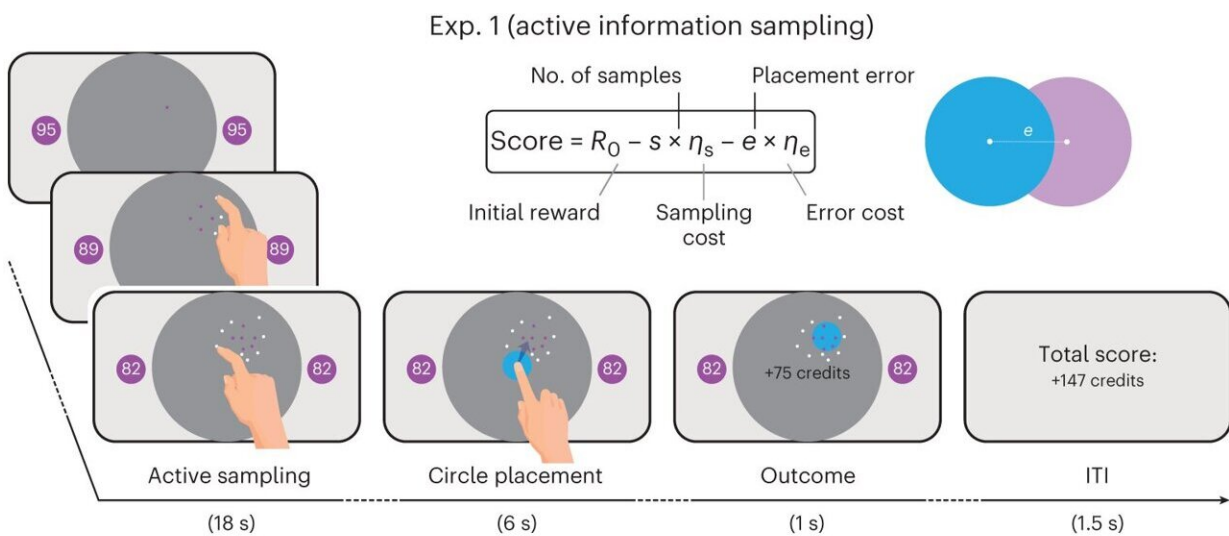 Exp. 1 (active information sampling)
No. of samples Placement error
Score = R₀ – s × ηₛ – e × ηₑ
Initial reward Sampling cost Error cost
e
95 95
89 89
82 82
82 82
+75 credits
82 82
Total score:
+147 credits
Active sampling Circle placement Outcome ITI
(18 s) (6 s) (1 s) (1.5 s)